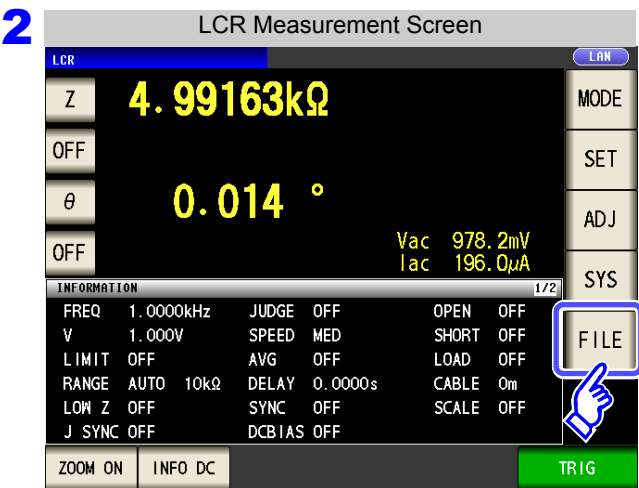 2
LCR Measurement Screen
LCR
LAN
Z 4.99163kΩ
MODE
OFF
SET
θ 0.014 °
ADJ
OFF
Vac 978.2mV
Iac 196.0μA
SYS
INFORMATION 1/2
FREQ 1.0000kHz JUDGE OFF OPEN OFF
V 1.000V SPEED MED SHORT OFF
FILE
LIMIT OFF AVG OFF LOAD OFF
RANGE AUTO 10kΩ DELAY 0.0000s CABLE 0m
LOW Z OFF SYNC OFF SCALE OFF
J SYNC OFF DCBIAS OFF
ZOOM ON INFO DC TRIG